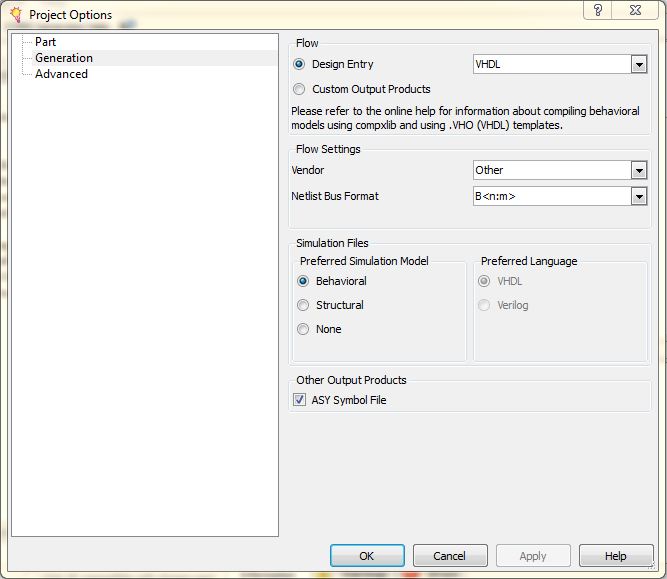 Project Options
Part
Generation
Advanced
Flow
Design Entry
VHDL
Custom Output Products
Please refer to the online help for information about compiling behavioral
models using compxlib and using .VHO (VHDL) templates.
Flow Settings
Vendor
Other
Netlist Bus Format
B<n:m>
Simulation Files
Preferred Simulation Model
Preferred Language
Behavioral
VHDL
Structural
Verilog
None
Other Output Products
ASY Symbol File
OK
Cancel
Apply
Help